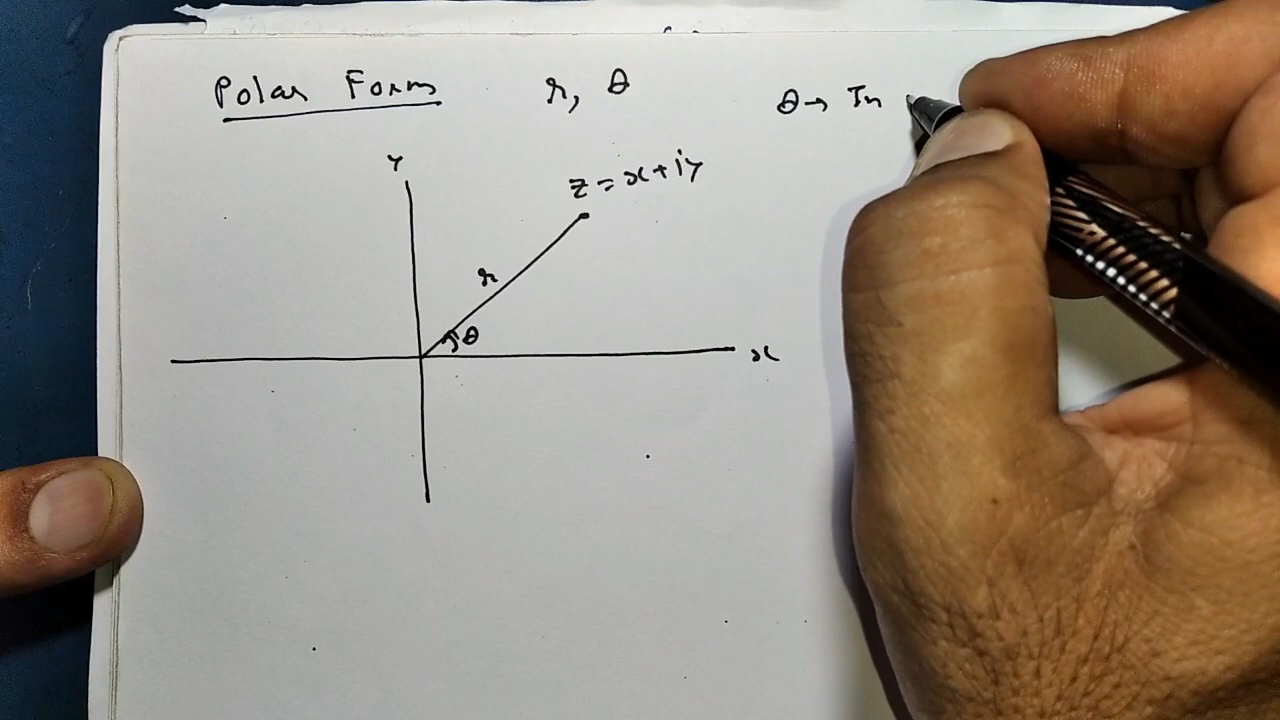 Polar Form r, θ θ→ In
y
z = x+iy
r
θ
x